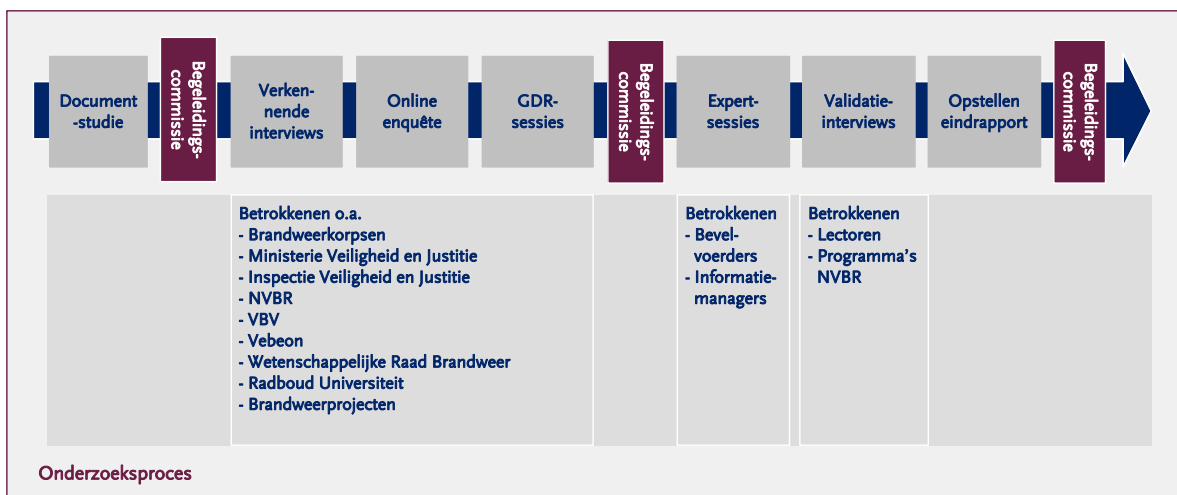 Document
-studie
Begeleidings-
commissie
Verken-
nende
interviews
Online
enquête
GDR-
sessies
Begeleidings-
commissie
Expert-
sessies
Validatie-
interviews
Opstellen
eindrapport
Begeleidings-
commissie
Betrokkenen o.a.
- Brandweerkorpsen
- Ministerie Veiligheid en Justitie
- Inspectie Veiligheid en Justitie
- NVBR
- VBV
- Vebeon
- Wetenschappelijke Raad Brandweer
- Radboud Universiteit
- Brandweerprojecten
Betrokkenen
- Bevel-
voerders
- Informatie-
managers
Betrokkenen
- Lectoren
- Programma's
NVBR
Onderzoeksproces